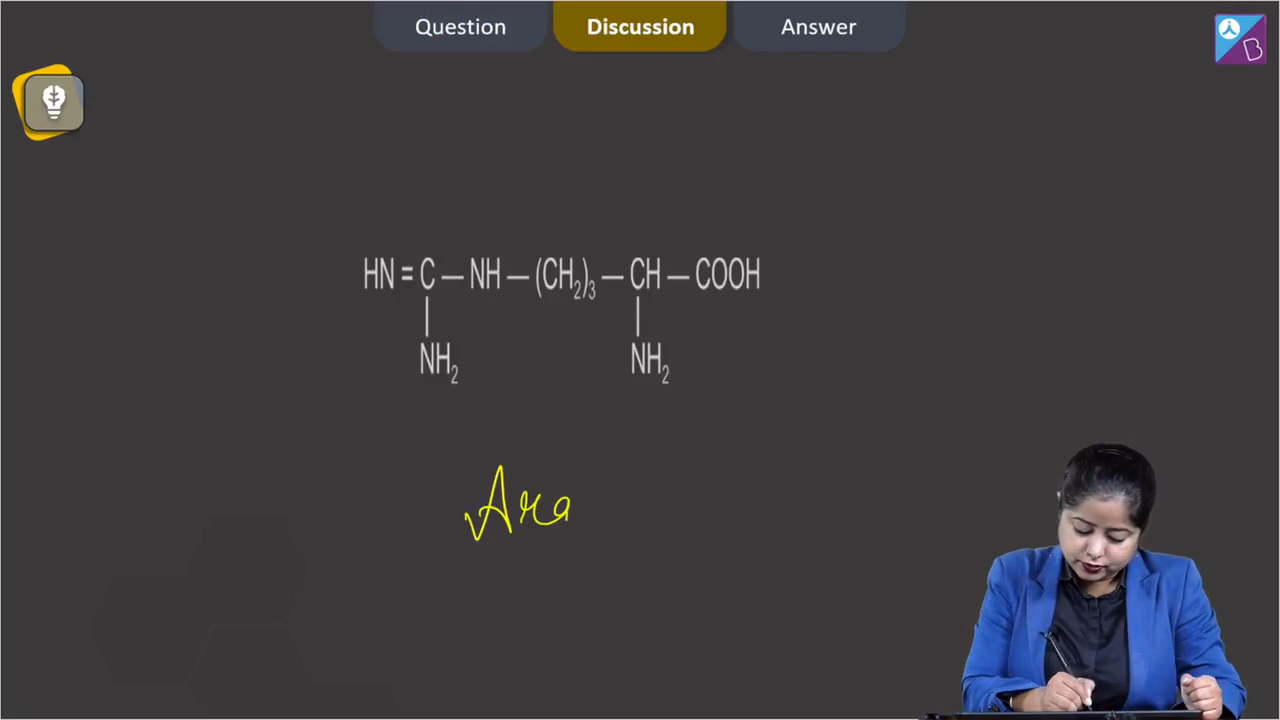 Question Discussion Answer
B
HN = C — NH — (CH₂)₃ — CH — COOH
NH₂ NH₂
Ara